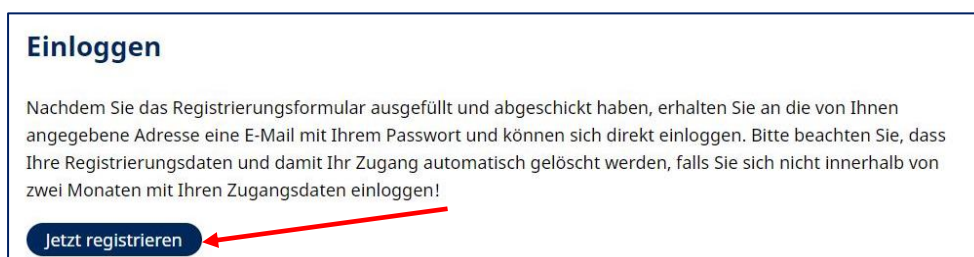 Einloggen
Nachdem Sie das Registrierungsformular ausgefüllt und abgeschickt haben, erhalten Sie an die von Ihnen
angegebene Adresse eine E-Mail mit Ihrem Passwort und können sich direkt einloggen. Bitte beachten Sie, dass
Ihre Registrierungsdaten und damit Ihr Zugang automatisch gelöscht werden, falls Sie sich nicht innerhalb von
zwei Monaten mit Ihren Zugangsdaten einloggen!
Jetzt registrieren